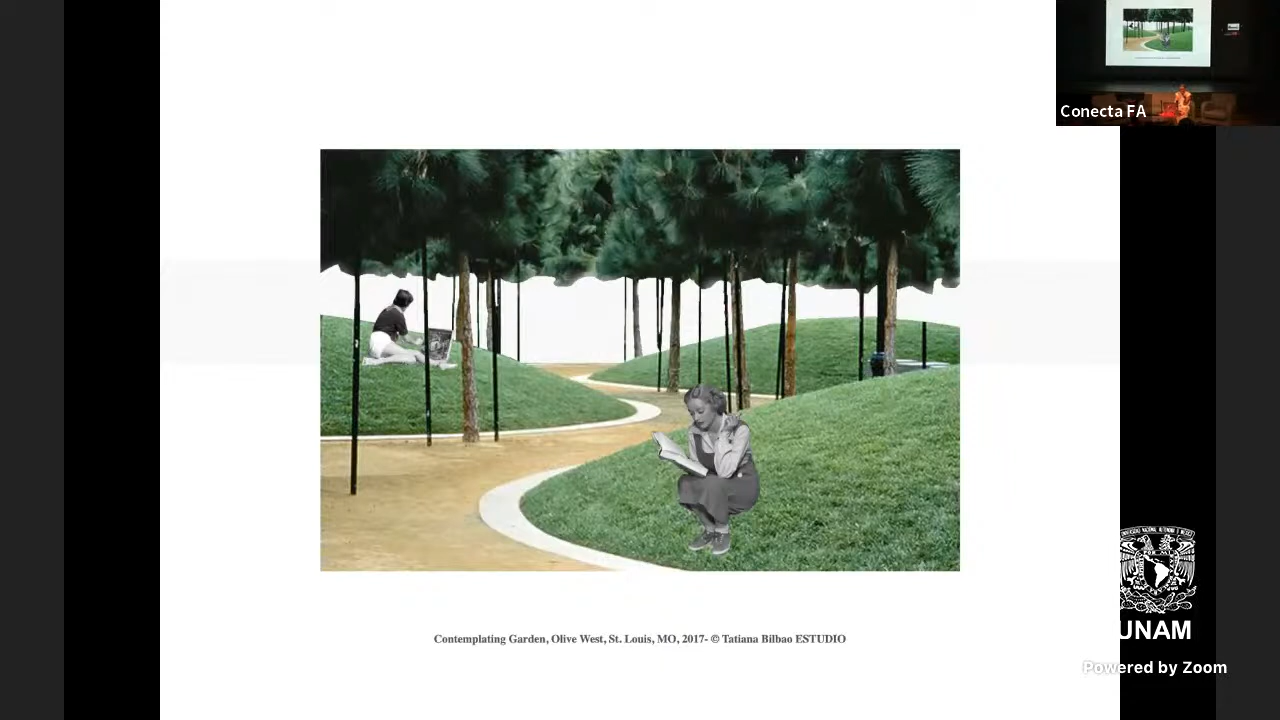 Conecta FA
Contemplating Garden, Olive West, St. Louis, MO, 2017- © Tatiana Bilbao ESTUDIO
UNAM
Powered by Zoom